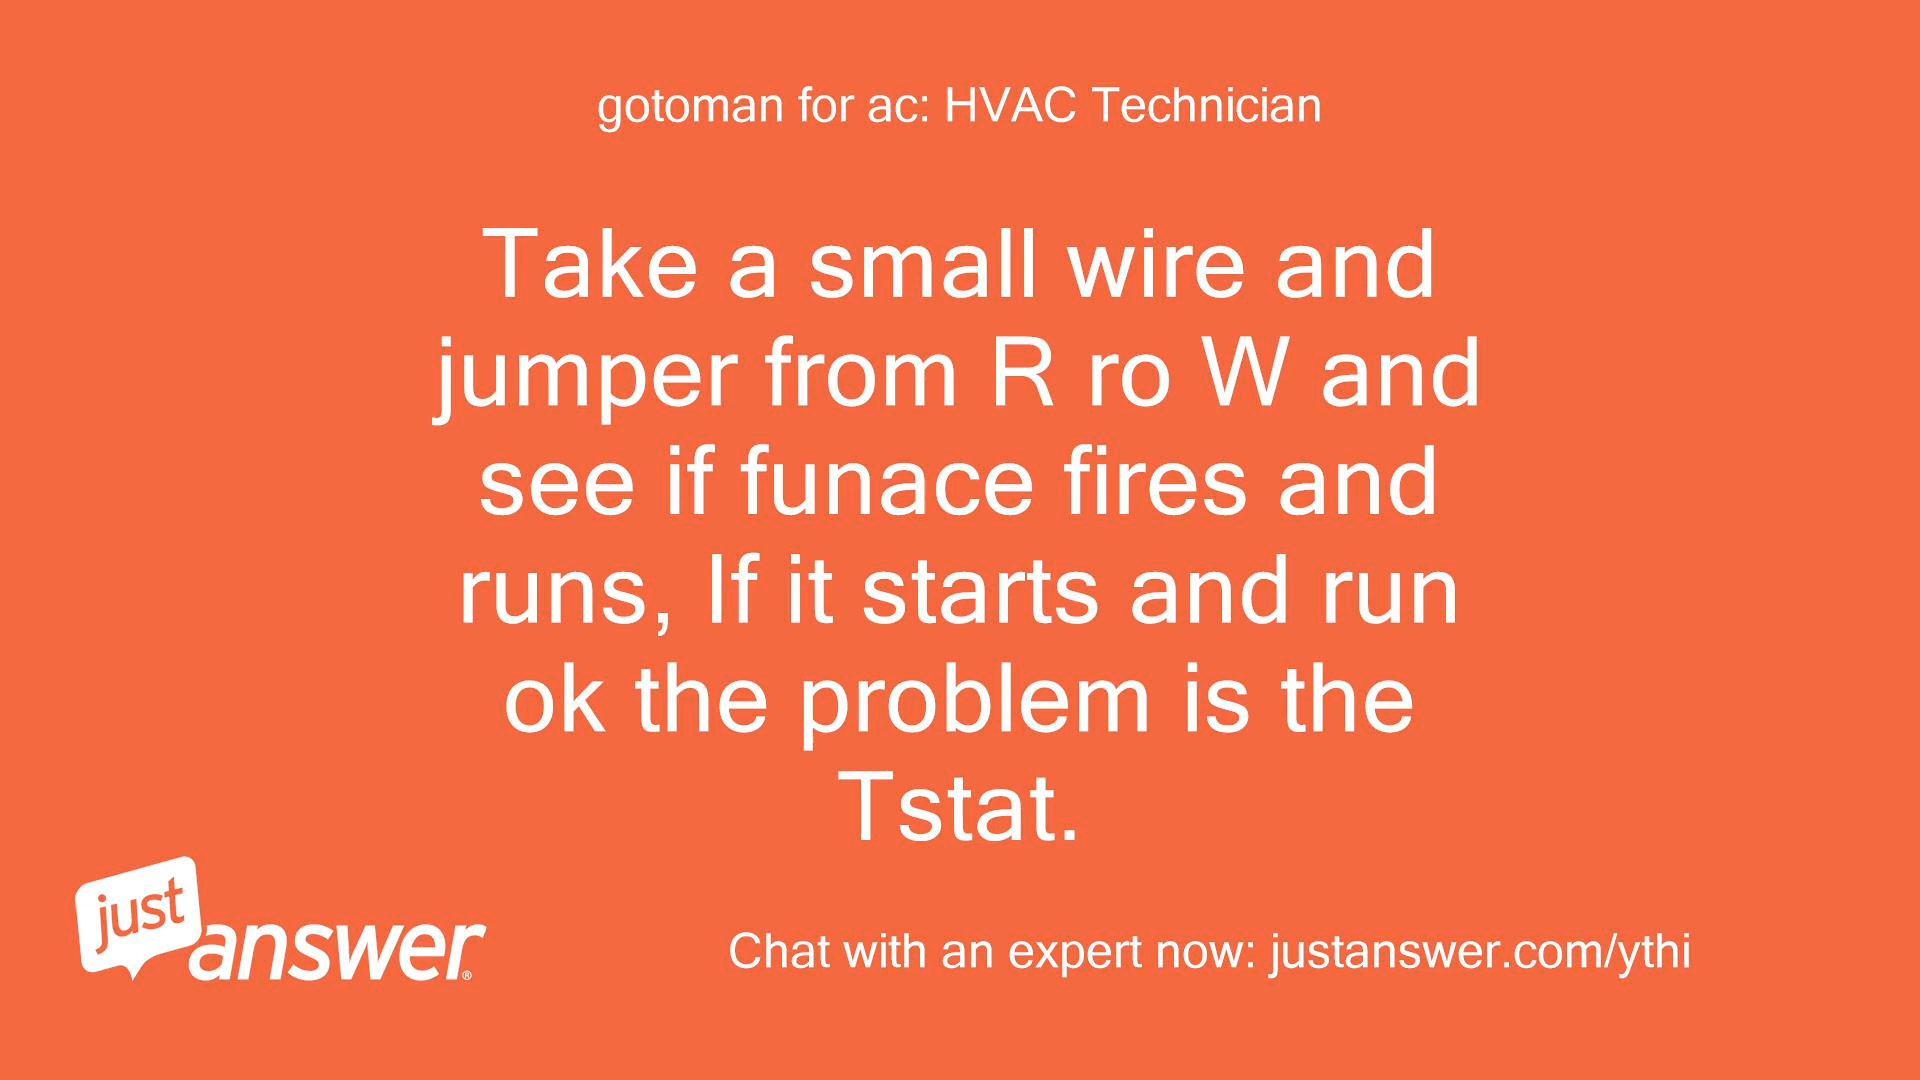 gotoman for ac: HVAC Technician
Take a small wire and
jumper from R ro W and
see if funace fires and
runs, If it starts and run
ok the problem is the
Tstat.
just
answer®
Chat with an expert now: justanswer.com/ythi